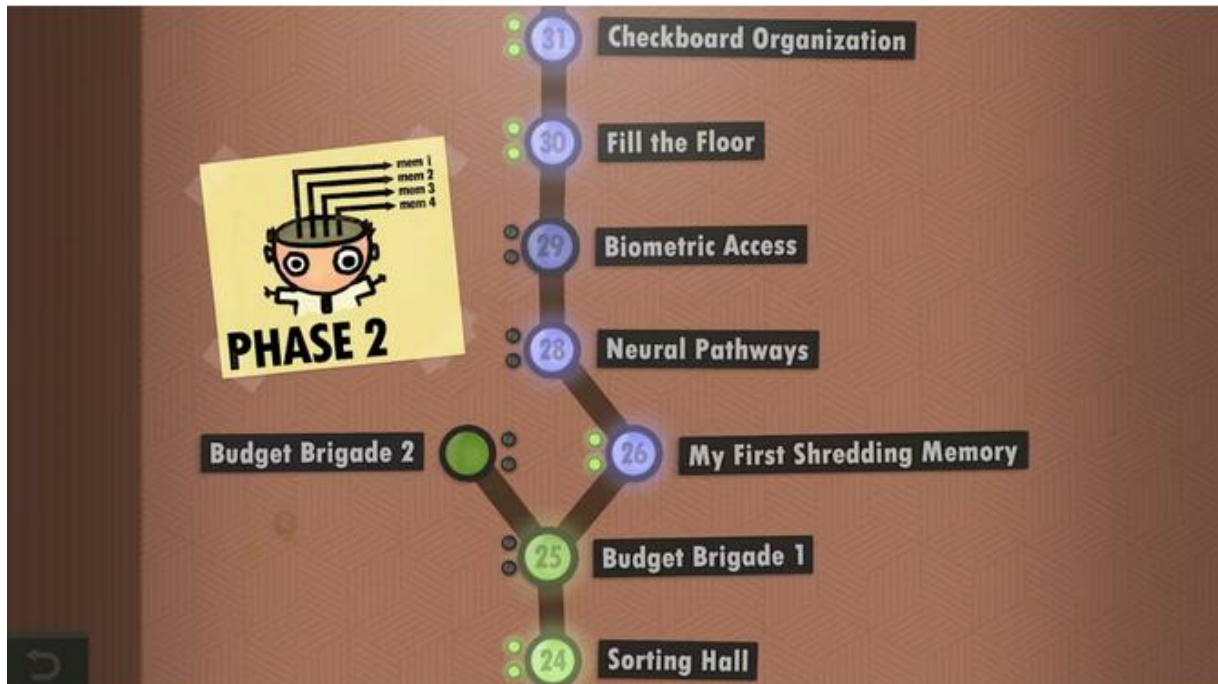 31 Checkboard Organization
30 Fill the Floor
mem 1
mem 2
mem 3
mem 4
PHASE 2
29 Biometric Access
28 Neural Pathways
Budget Brigade 2
26 My First Shredding Memory
25 Budget Brigade 1
24 Sorting Hall